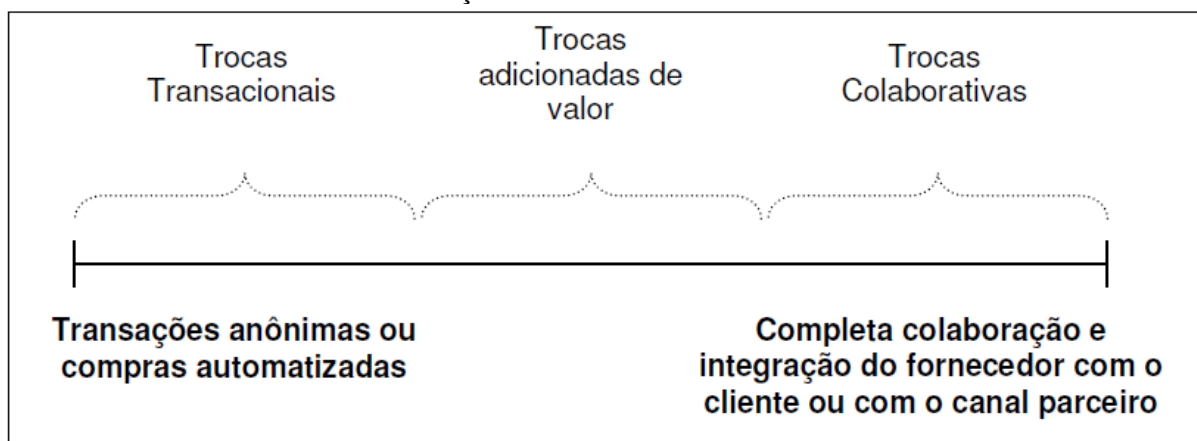 Trocas
Transacionais
Trocas
adicionadas de
valor
Trocas
Colaborativas
Transações anônimas ou
compras automatizadas
Completa colaboração e
integração do fornecedor com o
cliente ou com o canal parceiro